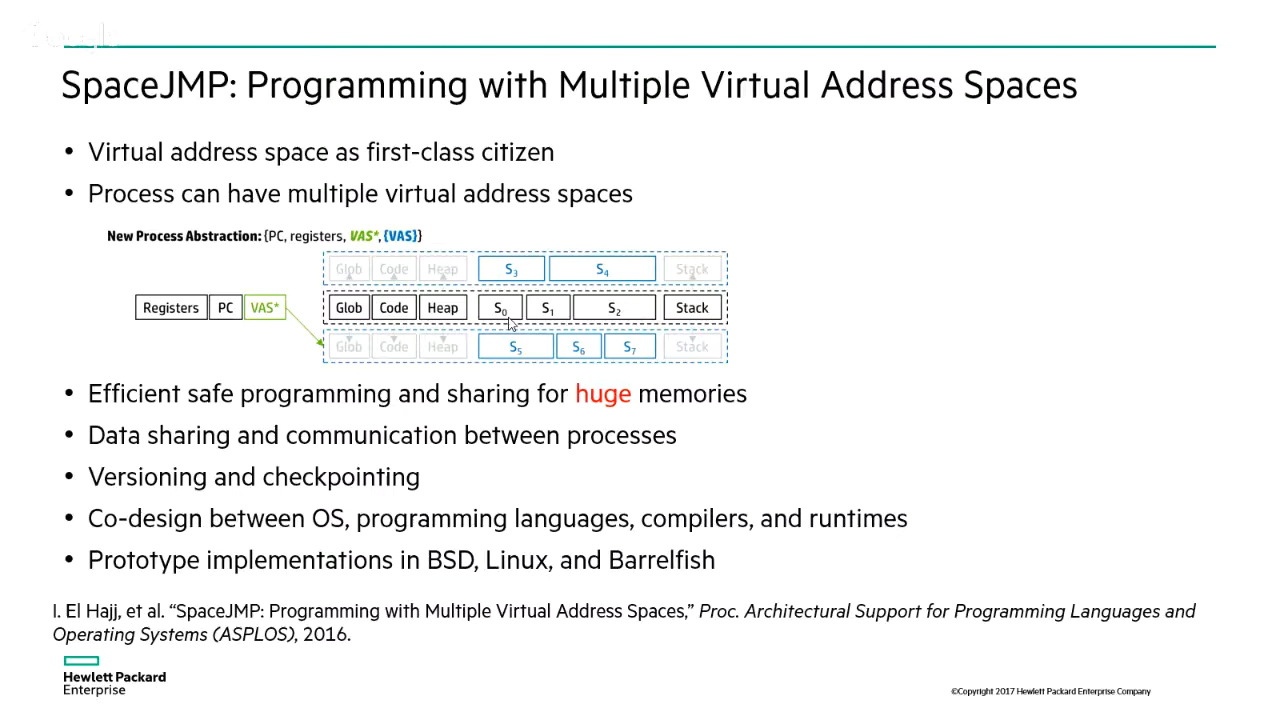 SpaceJMP: Programming with Multiple Virtual Address Spaces
• Virtual address space as first-class citizen
• Process can have multiple virtual address spaces
New Process Abstraction: {PC, registers, VAS*, {VAS}}
Glob Code Heap S3 S4 Stack
Registers PC VAS* Glob Code Heap S0 S1 S2 Stack
Glob Code Heap S5 S6 S7 Stack
• Efficient safe programming and sharing for huge memories
• Data sharing and communication between processes
• Versioning and checkpointing
• Co-design between OS, programming languages, compilers, and runtimes
• Prototype implementations in BSD, Linux, and Barrelfish
I. El Hajj, et al. “SpaceJMP: Programming with Multiple Virtual Address Spaces,” Proc. Architectural Support for Programming Languages and
Operating Systems (ASPLOS), 2016.
Hewlett Packard
Enterprise
©Copyright 2017 Hewlett Packard Enterprise Company